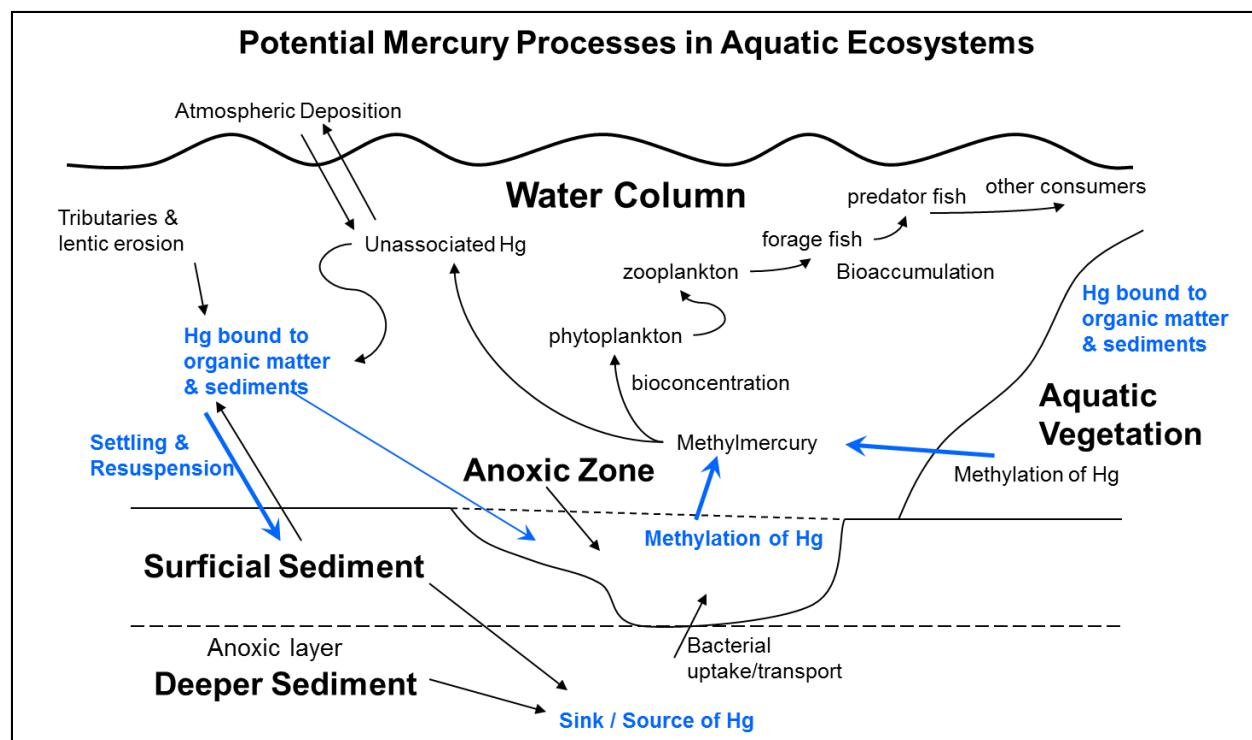 Potential Mercury Processes in Aquatic Ecosystems
Atmospheric Deposition
Water Column
other consumers
predator fish
Tributaries &
lentic erosion
Unassociated Hg
forage fish
zooplankton
Bioaccumulation
Hg bound to
organic matter
& sediments
Hg bound to
organic matter
& sediments
phytoplankton
bioconcentration
Aquatic
Vegetation
Settling &
Resuspension
Methylmercury
Anoxic Zone
Methylation of Hg
Methylation of Hg
Surficial Sediment
Anoxic layer
Bacterial
uptake/transport
Deeper Sediment
Sink / Source of Hg